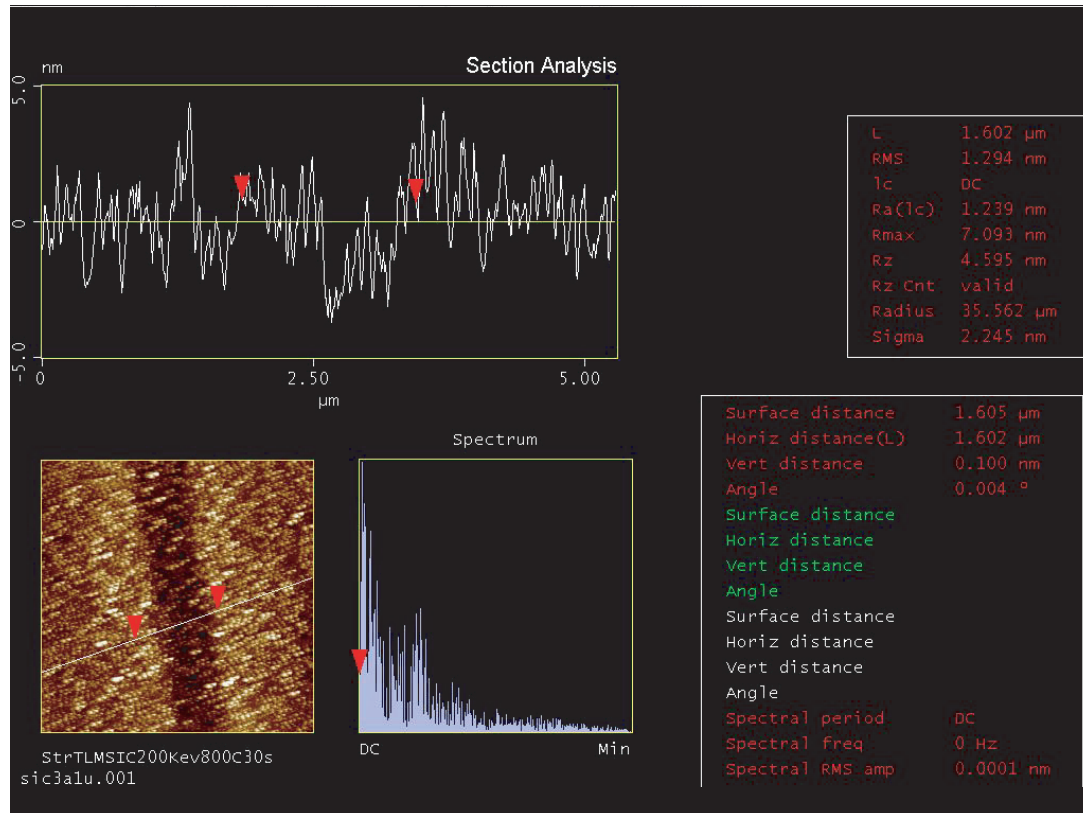 Section Analysis
nm
5.0
0
-5.0
0 2.50 5.00
µm
L 1.602 µm
RMS 1.294 nm
lc DC
Ra(lc) 1.239 nm
Rmax 7.093 nm
Rz 4.595 nm
Rz Cnt valid
Radius 35.562 µm
Sigma 2.245 nm
Surface distance 1.605 µm
Horiz distance(L) 1.602 µm
Vert distance 0.100 nm
Angle 0.004 °
Surface distance
Horiz distance
Vert distance
Angle
Surface distance
Horiz distance
Vert distance
Angle
Spectral period DC
Spectral freq 0 Hz
Spectral RMS amp 0.0001 nm
Spectrum
DC Min
StrTLMSIC200Kev800C30s
sic3a1u.001